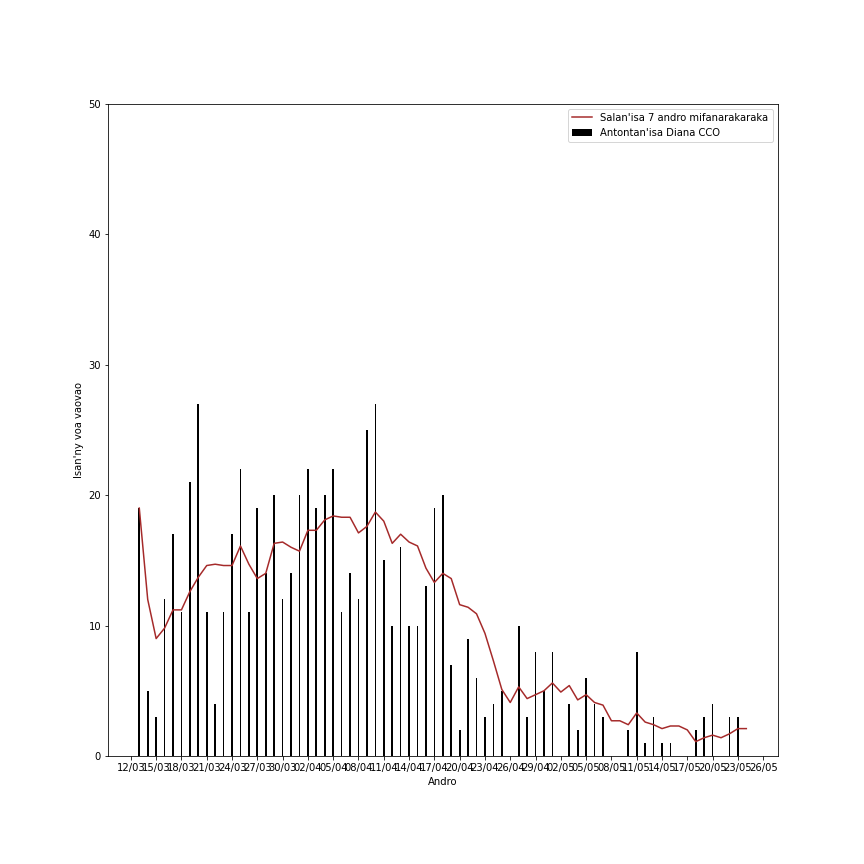 50
40
30
20
10
0
Isan'ny voa vaovao
Salan'isa 7 andro mifanarakaraka
Antontan'isa Diana CCO
12/03 15/03 18/03 21/03 24/03 27/03 30/03 02/04 05/04 08/04 11/04 14/04 17/04 20/04 23/04 26/04 29/04 02/05 05/05 08/05 11/05 14/05 17/05 20/05 23/05 26/05
Andro